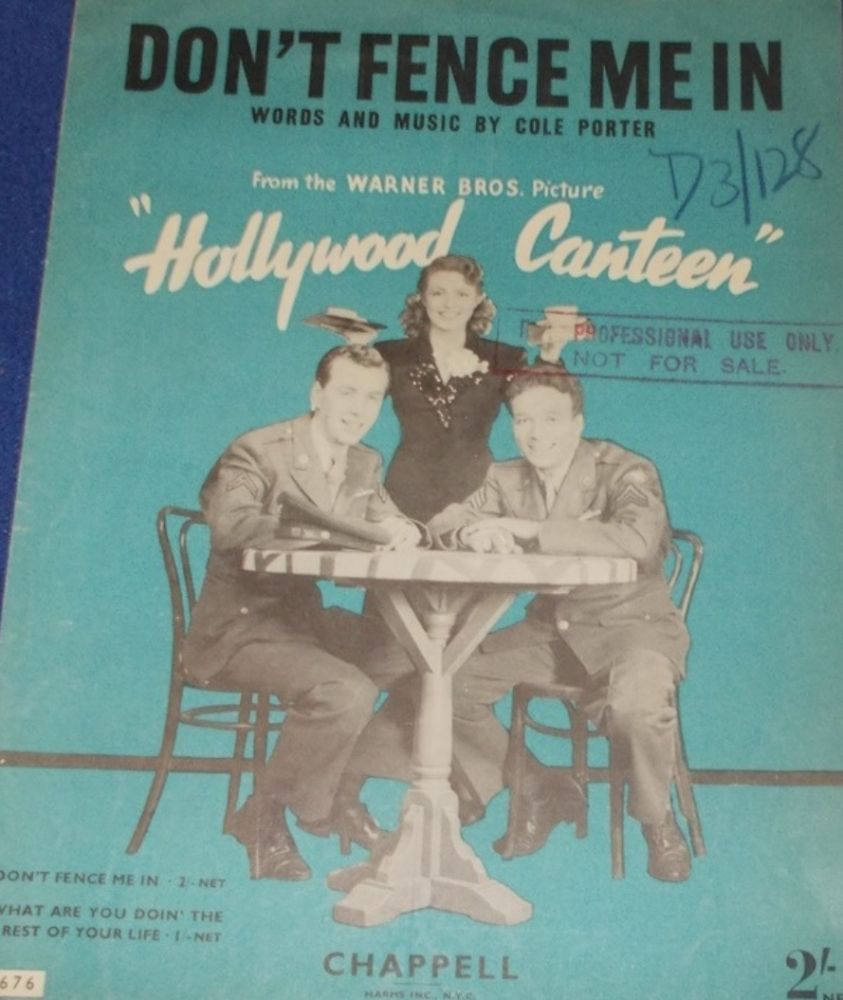 DON'T FENCE ME IN
WORDS AND MUSIC BY COLE PORTER
D3/128
From the WARNER BROS. Picture
"Hollywood Canteen"
PROFESSIONAL USE ONLY.
NOT FOR SALE.
DON'T FENCE ME IN · 2/- NET
WHAT ARE YOU DOIN' THE
REST OF YOUR LIFE · 1/- NET
CHAPPELL
HARMS INC., N.Y.C.
2/-
676